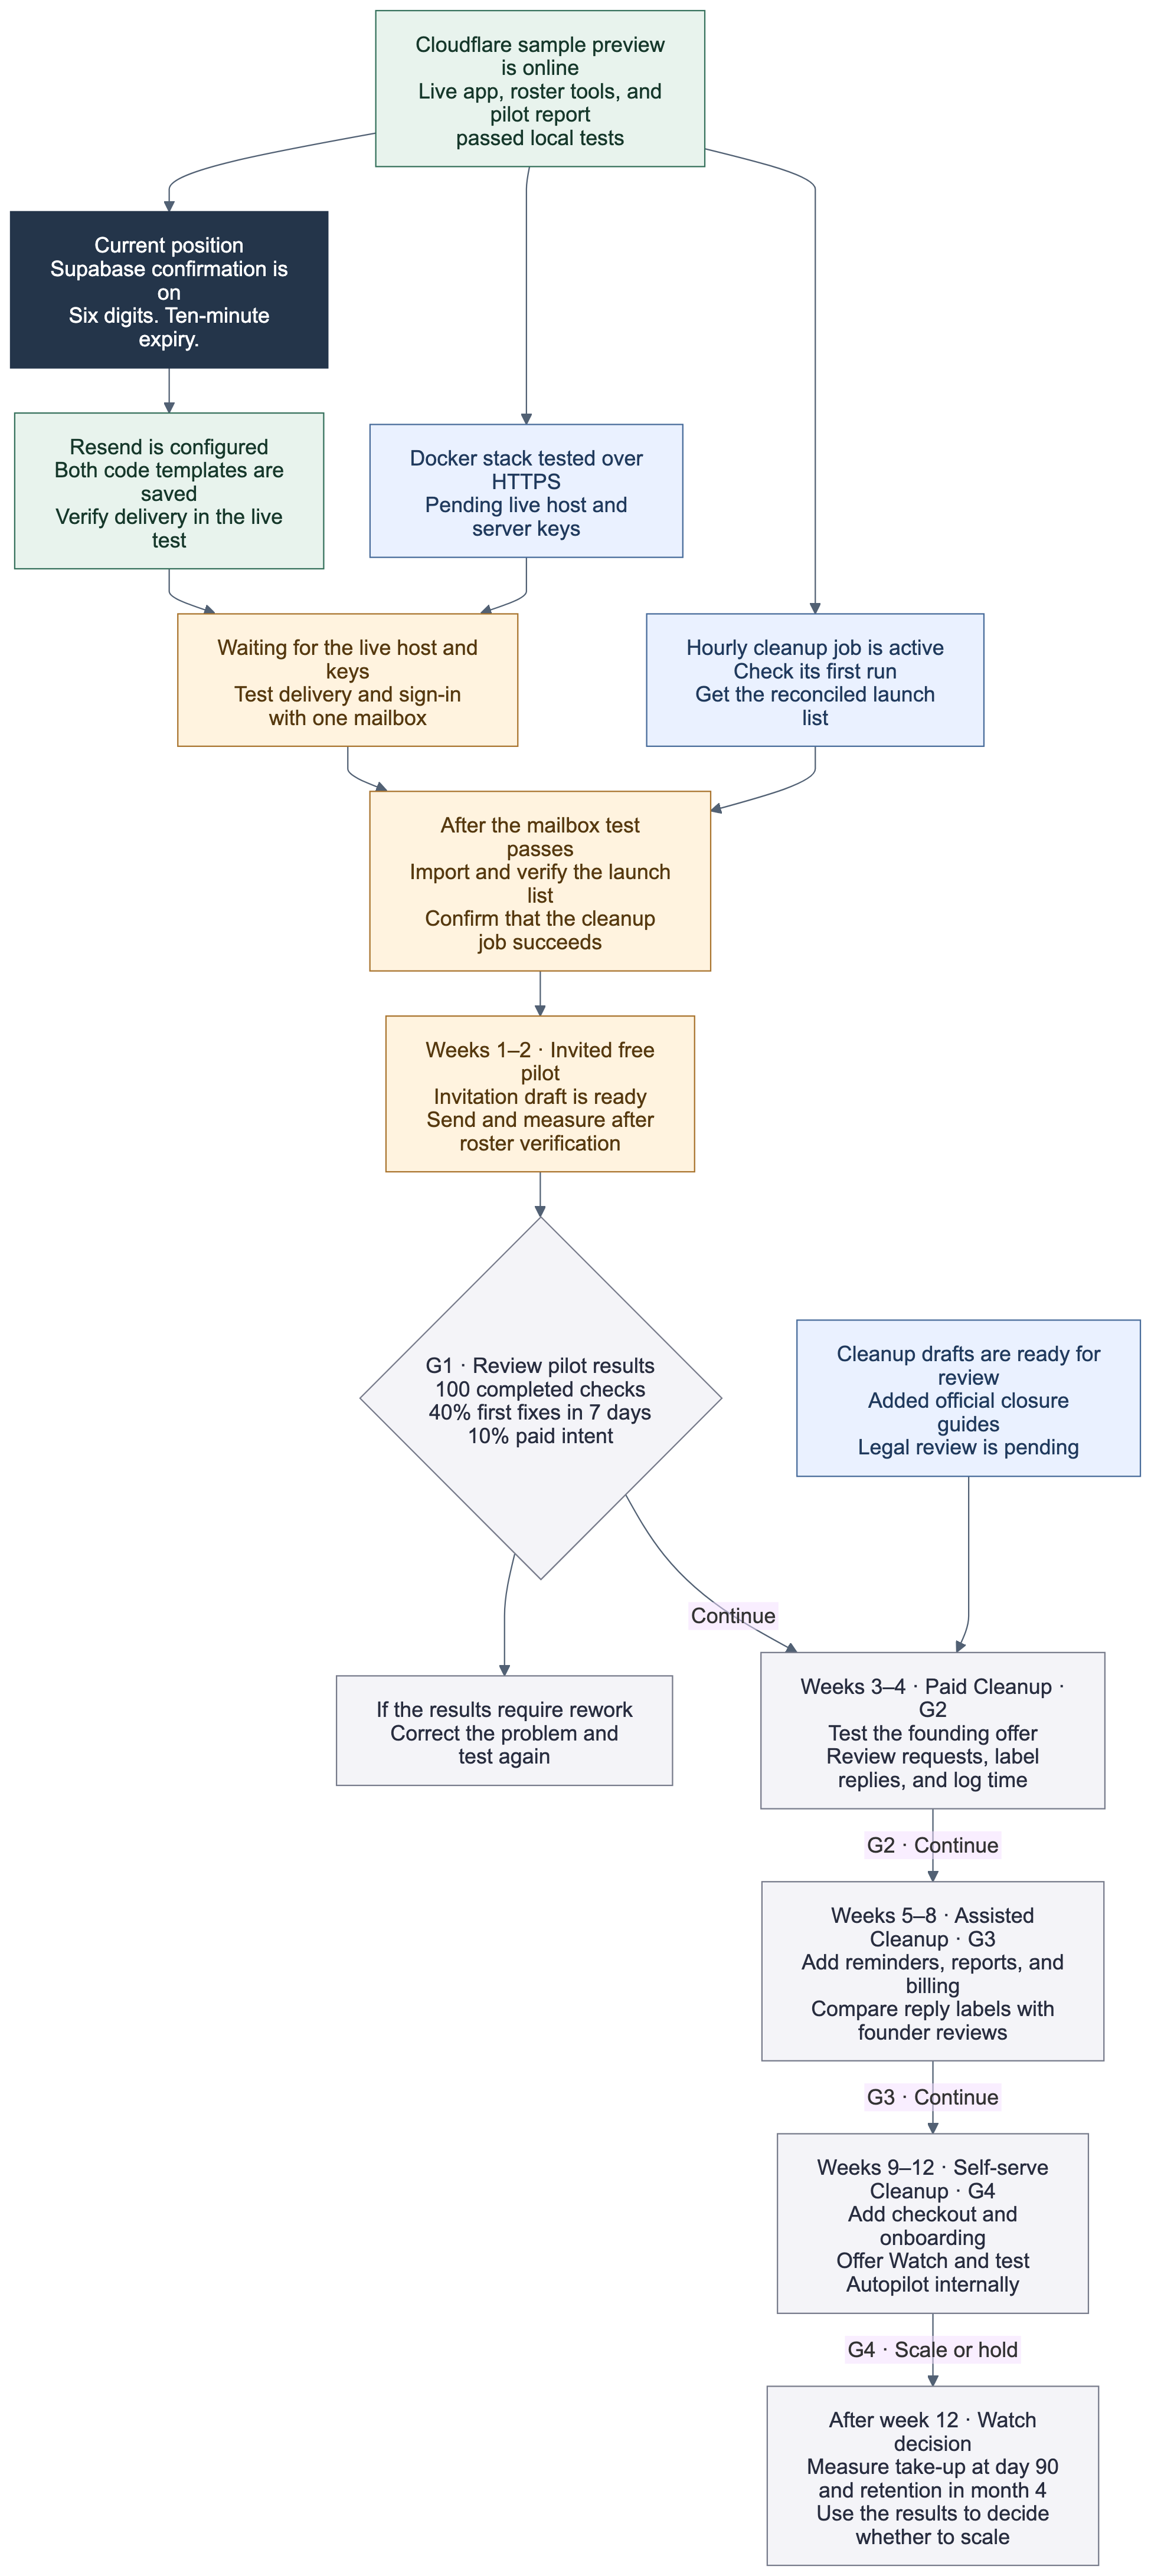 Cloudflare sample preview
is online
Live app, roster tools, and
pilot report
passed local tests
Current position
Supabase confirmation is
on
Six digits. Ten-minute
expiry.
Resend is configured
Both code templates are
saved
Verify delivery in the live
test
Docker stack tested over
HTTPS
Pending live host and
server keys
Waiting for the live host and
keys
Test delivery and sign-in
with one mailbox
Hourly cleanup job is active
Check its first run
Get the reconciled launch
list
After the mailbox test
passes
Import and verify the launch
list
Confirm that the cleanup
job succeeds
Weeks 1–2 · Invited free
pilot
Invitation draft is ready
Send and measure after
roster verification
G1 · Review pilot results
100 completed checks
40% first fixes in 7 days
10% paid intent
Cleanup drafts are ready for
review
Added official closure
guides
Legal review is pending
Continue
If the results require rework
Correct the problem and
test again
Weeks 3–4 · Paid Cleanup ·
G2
Test the founding offer
Review requests, label
replies, and log time
G2 · Continue
Weeks 5–8 · Assisted
Cleanup · G3
Add reminders, reports, and
billing
Compare reply labels with
founder reviews
G3 · Continue
Weeks 9–12 · Self-serve
Cleanup · G4
Add checkout and
onboarding
Offer Watch and test
Autopilot internally
G4 · Scale or hold
After week 12 · Watch
decision
Measure take-up at day 90
and retention in month 4
Use the results to decide
whether to scale